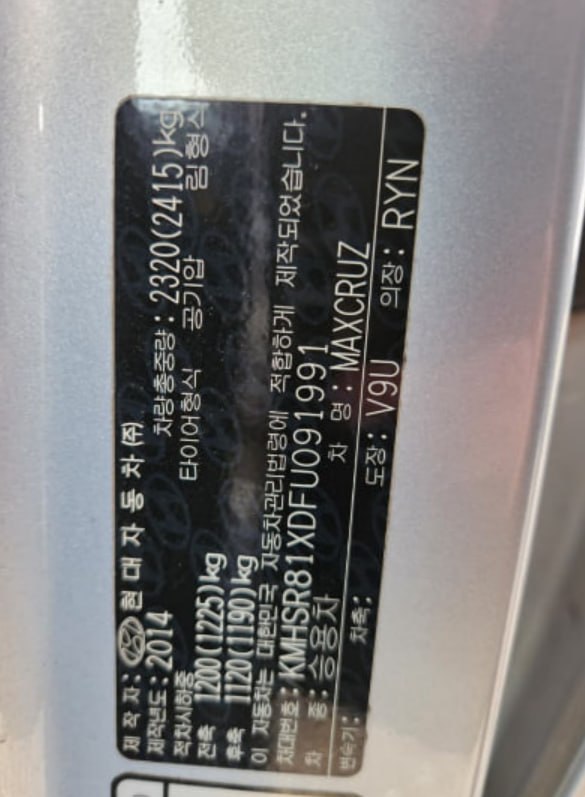 제 작 자: 현 대 자 동 차 (주)
제작년도: 2014 차량총중량: 2320(2415)kg
적차시하중 타이어형식 공기압 림형식
전축 1200(1225)kg
후축 1120(1190)kg
이 자동차는 대한민국 자동차관리법령에 적합하게 제작되었습니다.
차대번호: KMHSR81XDFU091991
차 종: 승용차 차 명: MAXCRUZ
변속기: 차축: 도장: V9U 의장: RYN